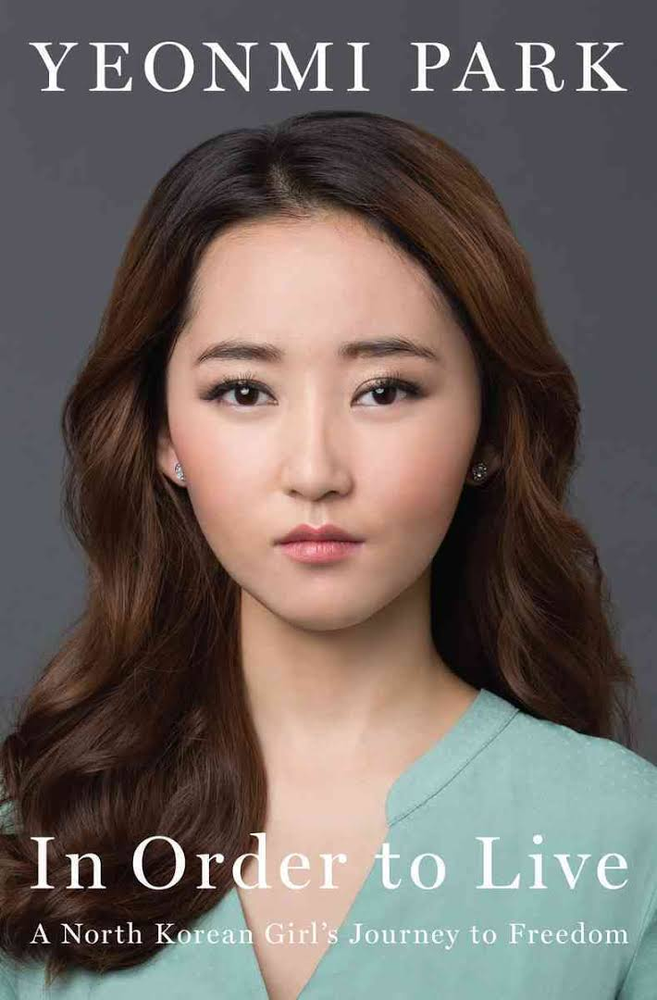 YEONMI PARK
In Order to Live
A North Korean Girl's Journey to Freedom